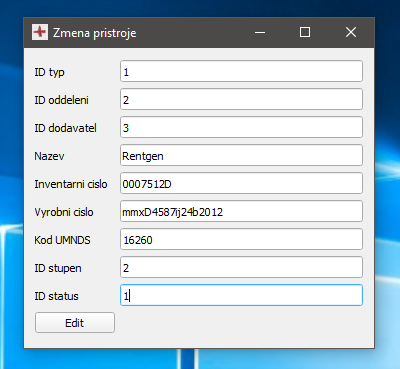 Zmena pristroje
ID typ 1
ID oddeleni 2
ID dodavatel 3
Nazev Rentgen
Inventarni cislo 0007512D
Vyrobni cislo mmxD4587ij24b2012
Kod UMNDS 16260
ID stupen 2
ID status 1
Edit